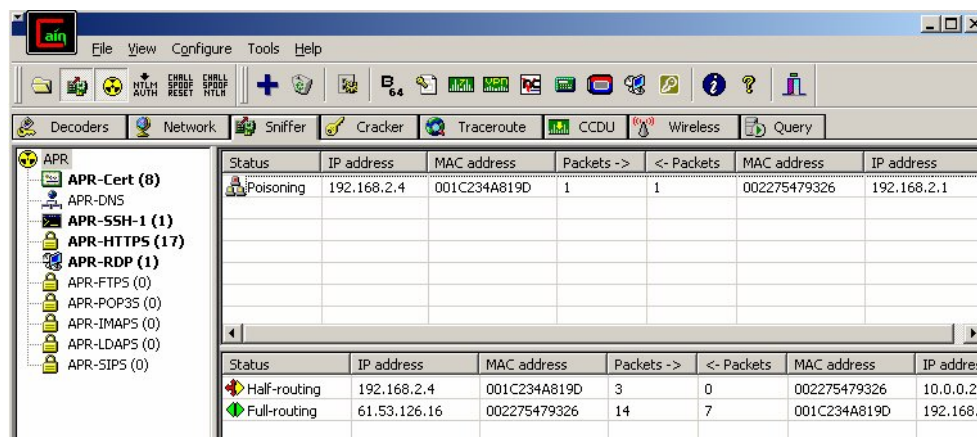 Cain
File View Configure Tools Help
NTLM AUTH CHALL SPOOF RESET CHALL SPOOF NTLM B64
Decoders Network Sniffer Cracker Traceroute CCDU Wireless Query
APR
APR-Cert (8)
APR-DNS
APR-SSH-1 (1)
APR-HTTPS (17)
APR-RDP (1)
APR-FTPS (0)
APR-POP3S (0)
APR-IMAPS (0)
APR-LDAPS (0)
APR-SIPS (0)
Status IP address MAC address Packets -> <- Packets MAC address IP address
Poisoning 192.168.2.4 001C234A819D 1 1 002275479326 192.168.2.1
Status IP address MAC address Packets -> <- Packets MAC address IP addre
Half-routing 192.168.2.4 001C234A819D 3 0 002275479326 10.0.0.2
Full-routing 61.53.126.16 002275479326 14 7 001C234A819D 192.168.